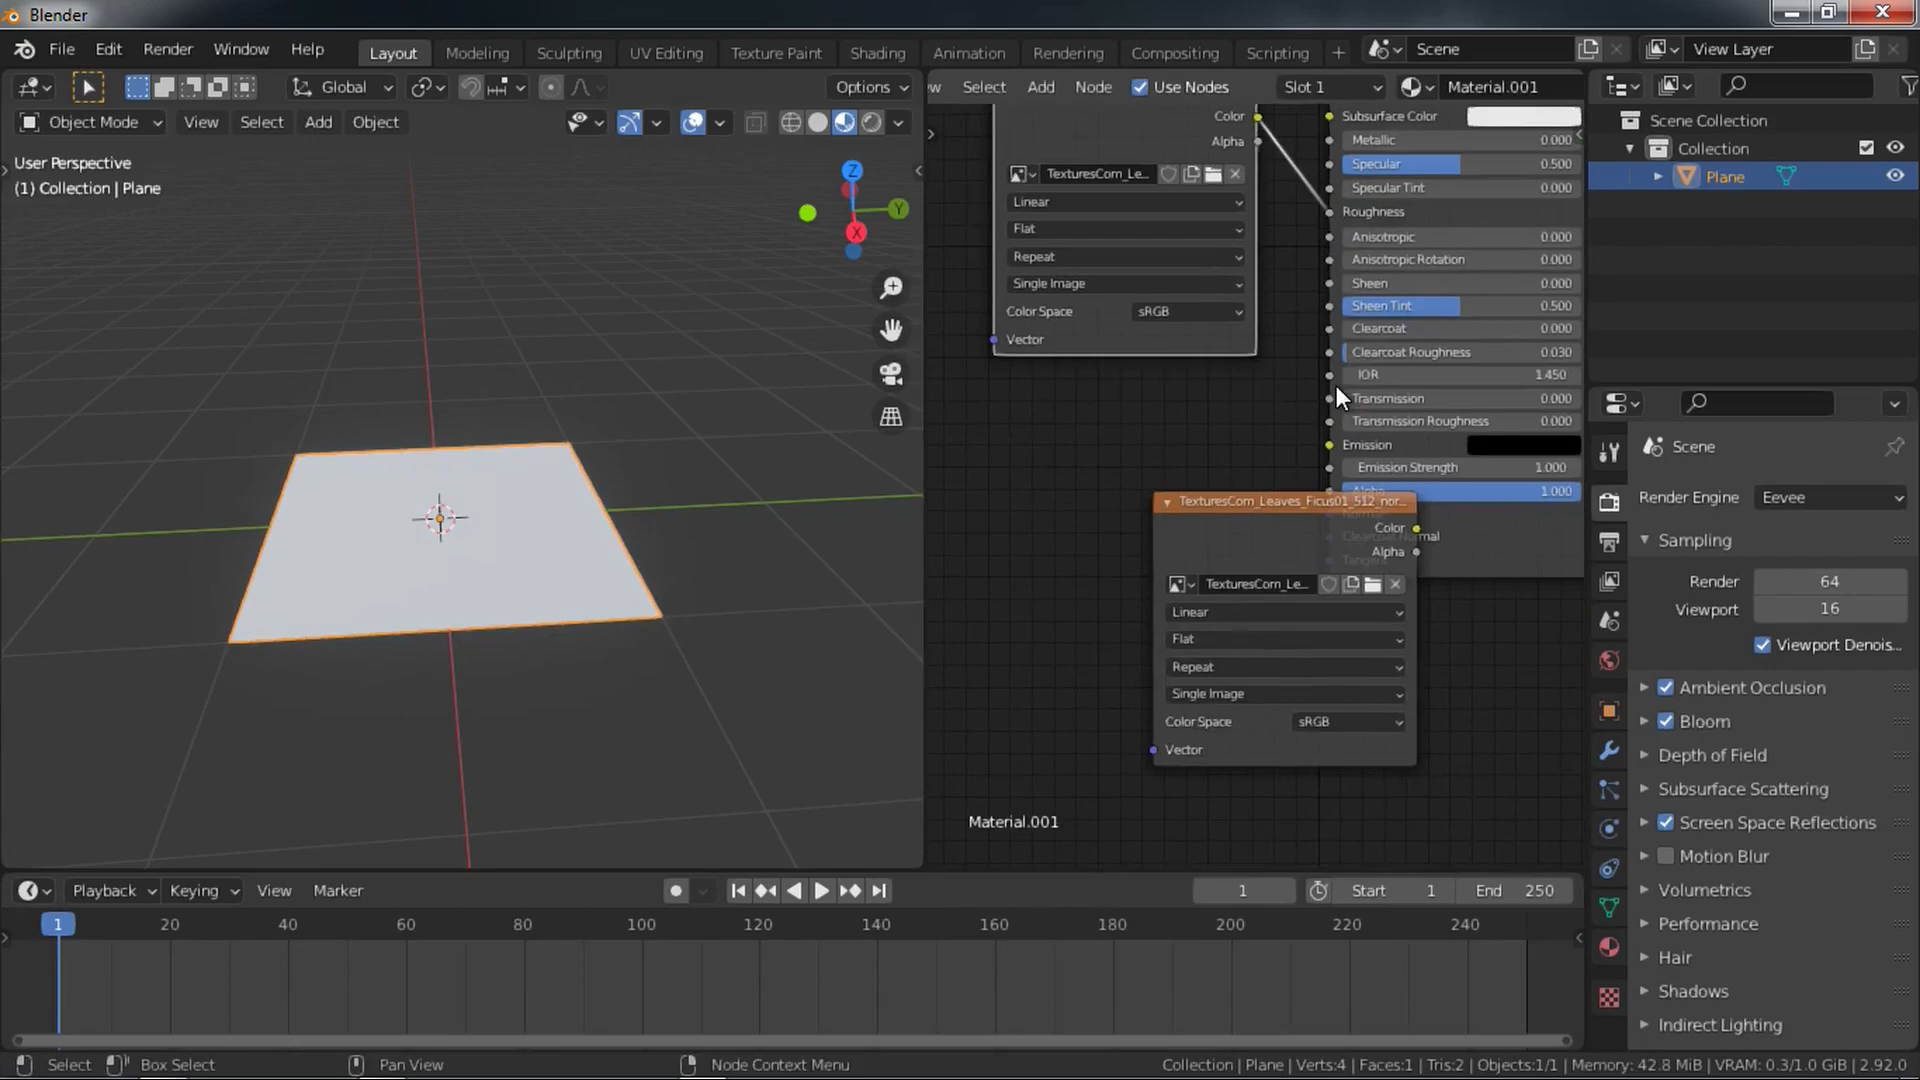 Blender
File Edit Render Window Help
Layout Modeling Sculpting UV Editing Texture Paint Shading Animation Rendering Compositing Scripting +
Scene
View Layer
Global
Options
Object Mode View Select Add Object
User Perspective
(1) Collection | Plane
Z
Y
X
w Select Add Node Use Nodes Slot 1 Material.001
Color
Alpha
TexturesCom_Le...
Linear
Flat
Repeat
Single Image
Color Space sRGB
Vector
Subsurface Color
Metallic 0.000
Specular 0.500
Specular Tint 0.000
Roughness
Anisotropic 0.000
Anisotropic Rotation 0.000
Sheen 0.000
Sheen Tint 0.500
Clearcoat 0.000
Clearcoat Roughness 0.030
IOR 1.450
Transmission 0.000
Transmission Roughness 0.000
Emission
Emission Strength 1.000
Alpha 1.000
Clearcoat Normal
Tangent
TexturesCom_Leaves_Ficus01_512_nor...
Color
Alpha
TexturesCom_Le...
Linear
Flat
Repeat
Single Image
Color Space sRGB
Vector
Material.001
Scene Collection
Collection
Plane
Scene
Render Engine Eevee
Sampling
Render 64
Viewport 16
Viewport Denois...
Ambient Occlusion
Bloom
Depth of Field
Subsurface Scattering
Screen Space Reflections
Motion Blur
Volumetrics
Performance
Hair
Shadows
Indirect Lighting
Playback Keying View Marker
1 Start 1 End 250
1 20 40 60 80 100 120 140 160 180 200 220 240
Select Box Select Pan View Node Context Menu
Collection | Plane | Verts:4 | Faces:1 | Tris:2 | Objects:1/1 | Memory: 42.8 MiB | VRAM: 0.3/1.0 GiB | 2.92.0